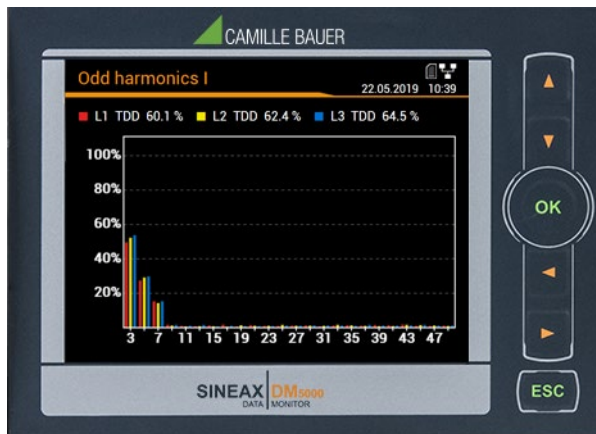 CAMILLE BAUER
Odd harmonics I
22.05.2019 10:39
L1 TDD 60.1 % L2 TDD 62.4 % L3 TDD 64.5 %
100%
80%
60%
40%
20%
3 7 11 15 19 23 27 31 35 39 43 47
OK
ESC
SINEAX DM5000
DATA MONITOR